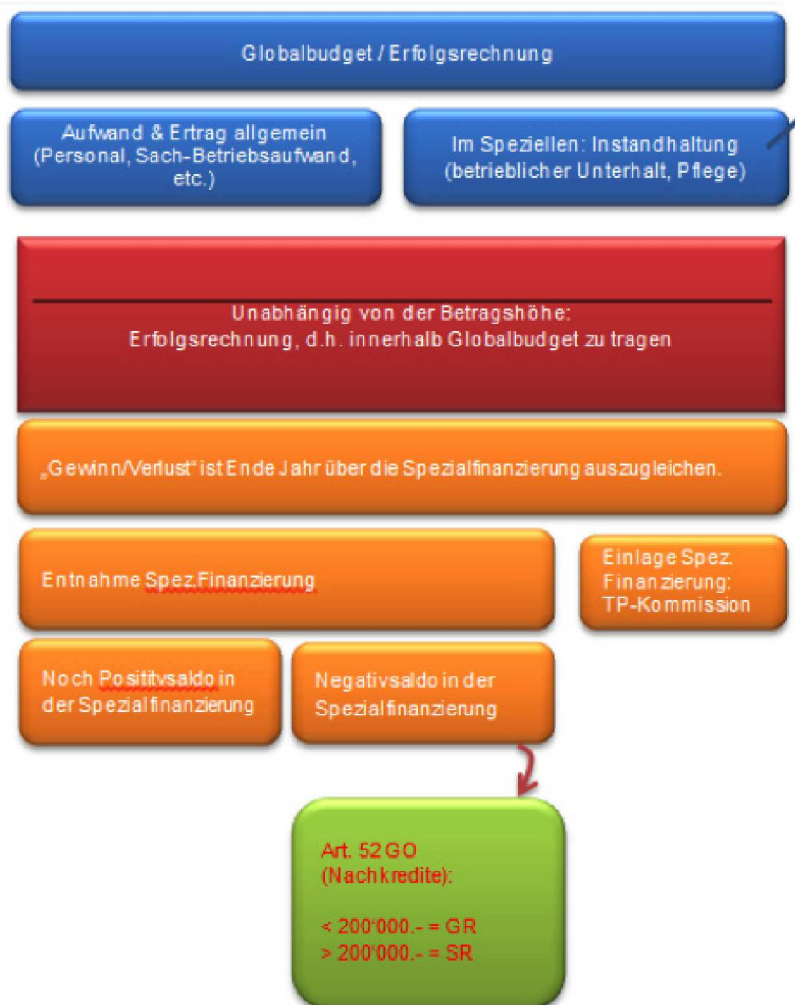 Globalbudget / Erfolgsrechnung
Aufwand & Ertrag allgemein
(Personal, Sach-Betriebsaufwand,
etc.)
Im Speziellen: Instandhaltung
(betrieblicher Unterhalt, Pflege)
Unabhängig von der Betragshöhe:
Erfolgsrechnung, d.h. innerhalb Globalbudget zu tragen
„Gewinn/Verlust“ ist Ende Jahr über die Spezialfinanzierung auszugleichen.
Entnahme Spez.Finanzierung
Einlage Spez.
Finanzierung:
TP-Kommission
Noch Posititvsaldo in
der Spezialfinanzierung
Negativsaldo in der
Spezialfinanzierung
Art. 52 GO
(Nachkredite):
< 200'000.- = GR
> 200'000.- = SR